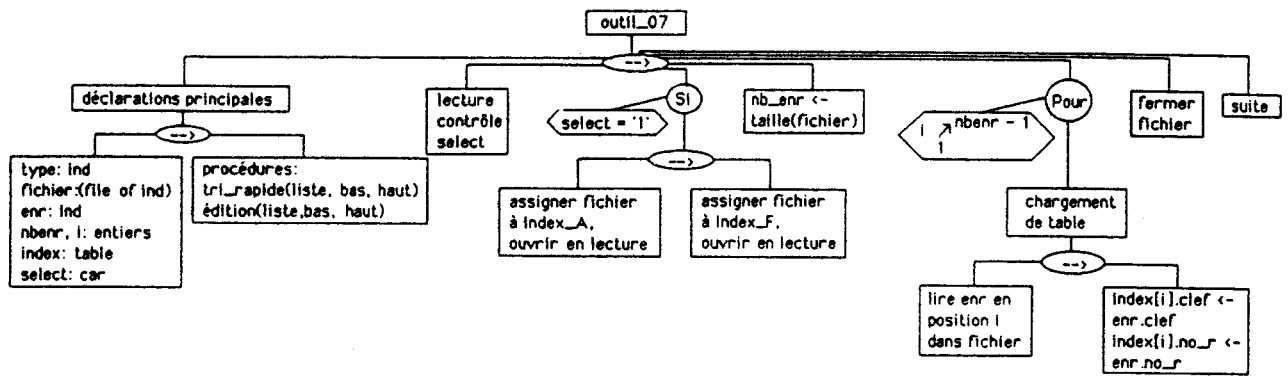 outil_07
-->
déclarations principales
-->
type: ind
fichier:(file of ind)
enr: ind
nbenr, i: entiers
index: table
select: car
procédures:
tri_rapide(liste, bas, haut)
édition(liste,bas, haut)
lecture
contrôle
select
Si
select = '1'
-->
assigner fichier
à index_A,
ouvrir en lecture
assigner fichier
à index_F,
ouvrir en lecture
nb_enr <-
taille(fichier)
Pour
i
nbenr - 1
1
chargement
de table
-->
lire enr en
position i
dans fichier
index[i].clef <-
enr.clef
index[i].no_r <-
enr.no_r
fermer
fichier
suite